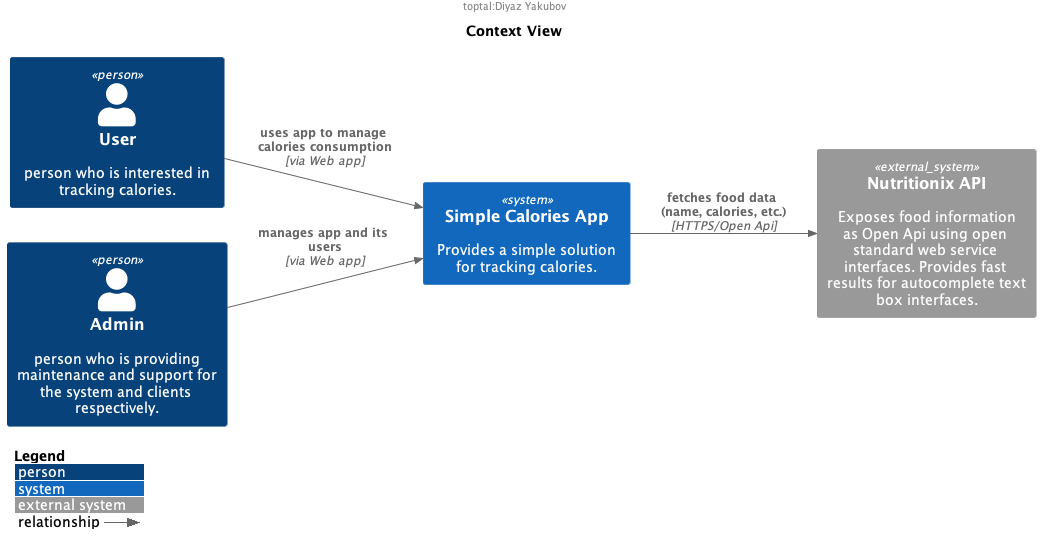 toptal:Diyaz Yakubov
Context View
«person»
User
person who is interested in
tracking calories.
uses app to manage
calories consumption
[via Web app]
«person»
Admin
person who is providing
maintenance and support for
the system and clients
respectively.
manages app and its
users
[via Web app]
«system»
Simple Calories App
Provides a simple solution
for tracking calories.
fetches food data
(name, calories, etc.)
[HTTPS/Open Api]
«external_system»
Nutritionix API
Exposes food information
as Open Api using open
standard web service
interfaces. Provides fast
results for autocomplete text
box interfaces.
Legend
person
system
external system
relationship